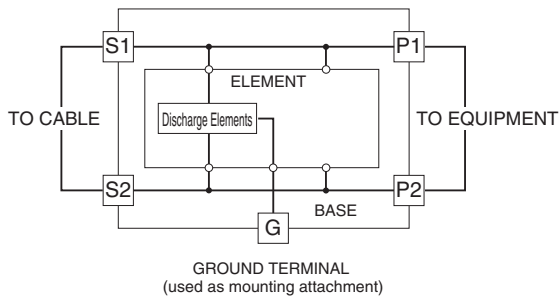 S1
P1
ELEMENT
TO CABLE
Discharge Elements
TO EQUIPMENT
S2
P2
BASE
G
GROUND TERMINAL
(used as mounting attachment)